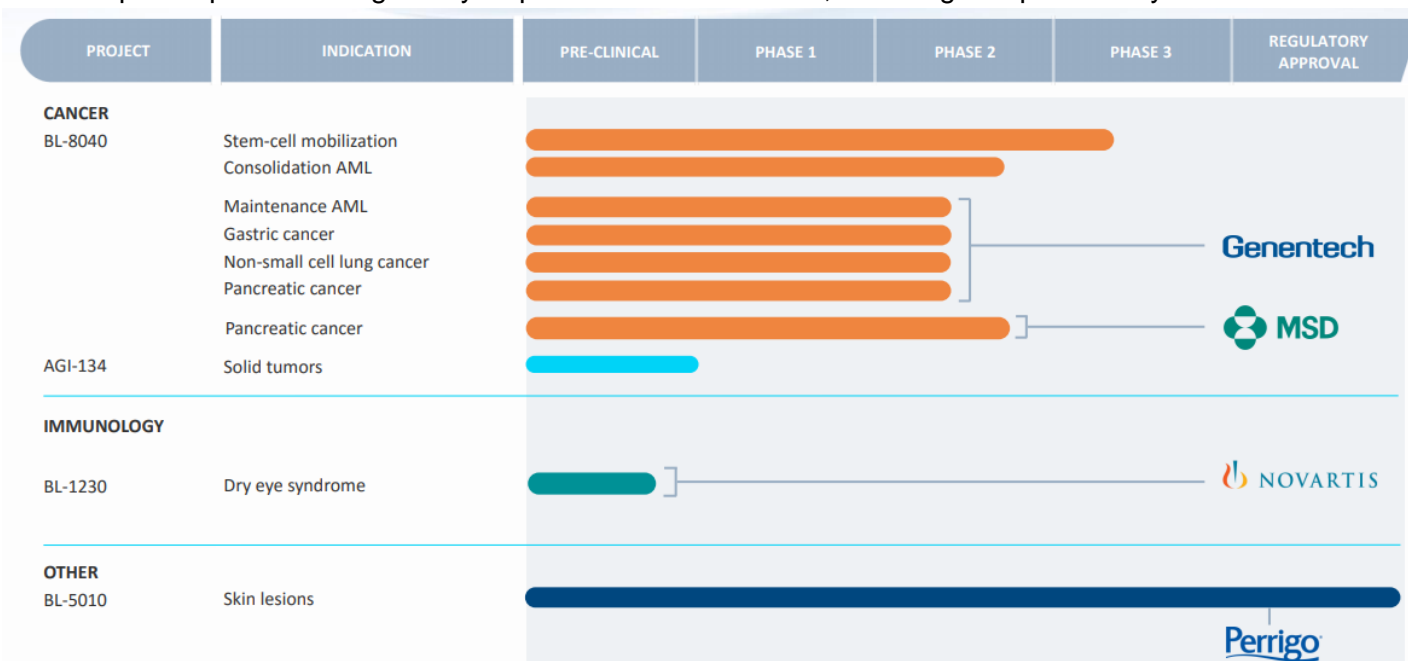 PROJECT INDICATION PRE-CLINICAL PHASE 1 PHASE 2 PHASE 3 REGULATORY APPROVAL
CANCER
BL-8040 Stem-cell mobilization
Consolidation AML
Maintenance AML
Gastric cancer
Genentech
Non-small cell lung cancer
Pancreatic cancer
Pancreatic cancer MSD
AGI-134 Solid tumors
IMMUNOLOGY
BL-1230 Dry eye syndrome NOVARTIS
OTHER
BL-5010 Skin lesions
Perrigo